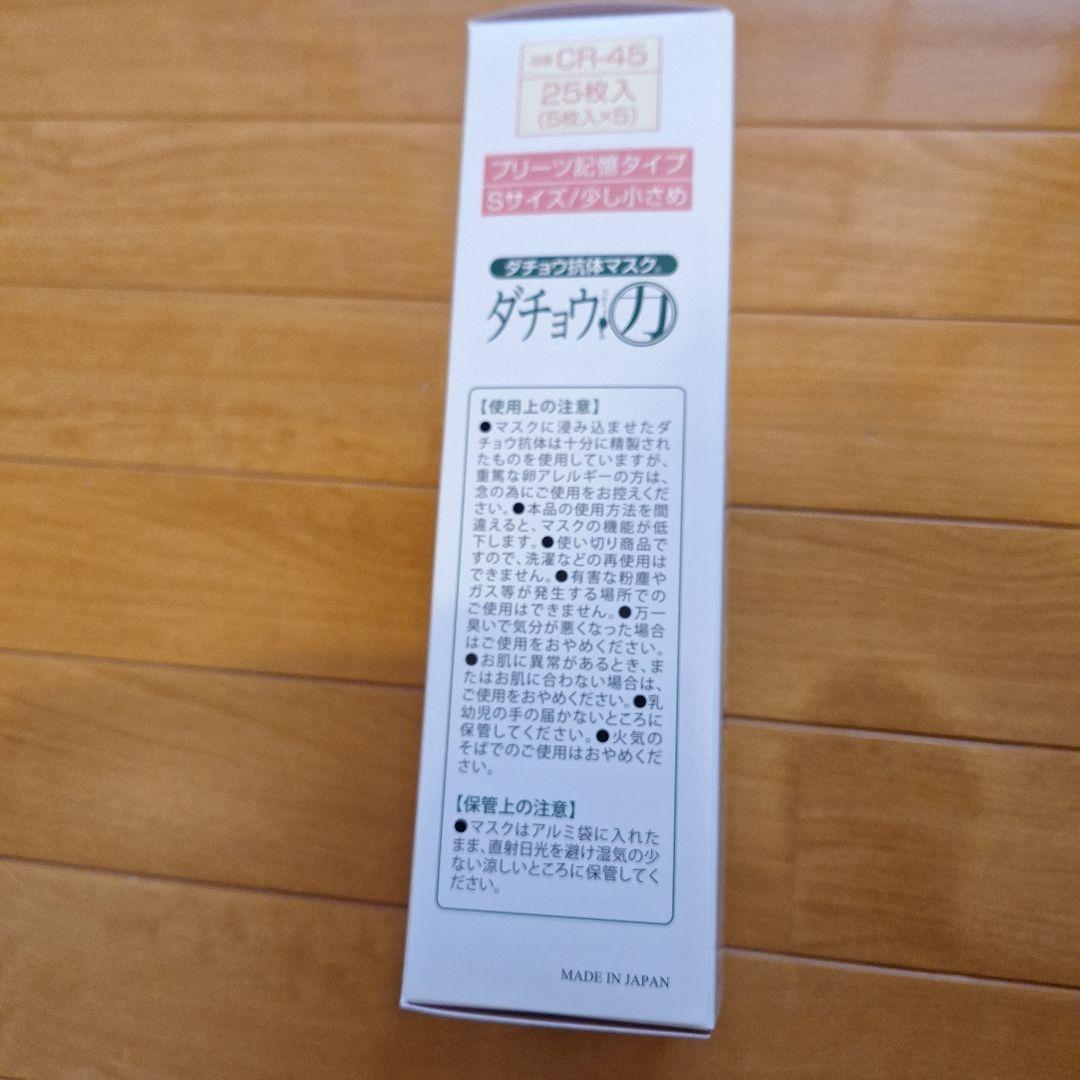 品番 CR-45
25枚入
(5枚入×5)
プリーツ記憶タイプ
Sサイズ/少し小さめ
ダチョウ抗体マスク®
ダチョウ力
【使用上の注意】
●マスクに浸み込ませたダ
チョウ抗体は十分に精製され
たものを使用していますが、
重篤な卵アレルギーの方は、
念の為にご使用をお控えくだ
さい。●本品の使用方法を間
違えると、マスクの機能が低
下します。●使い切り商品で
すので、洗濯などの再使用は
できません。●有害な粉塵や
ガス等が発生する場所での
ご使用はできません。●万一
臭いで気分が悪くなった場合
はご使用をおやめください。
●お肌に異常があるとき、ま
たはお肌に合わない場合は、
ご使用をおやめください。●乳
幼児の手の届かないところに
保管してください。●火気の
そばでのご使用はおやめくだ
さい。
【保管上の注意】
●マスクはアルミ袋に入れた
まま、直射日光を避け湿気の少
ない涼しいところに保管してく
ださい。
MADE IN JAPAN